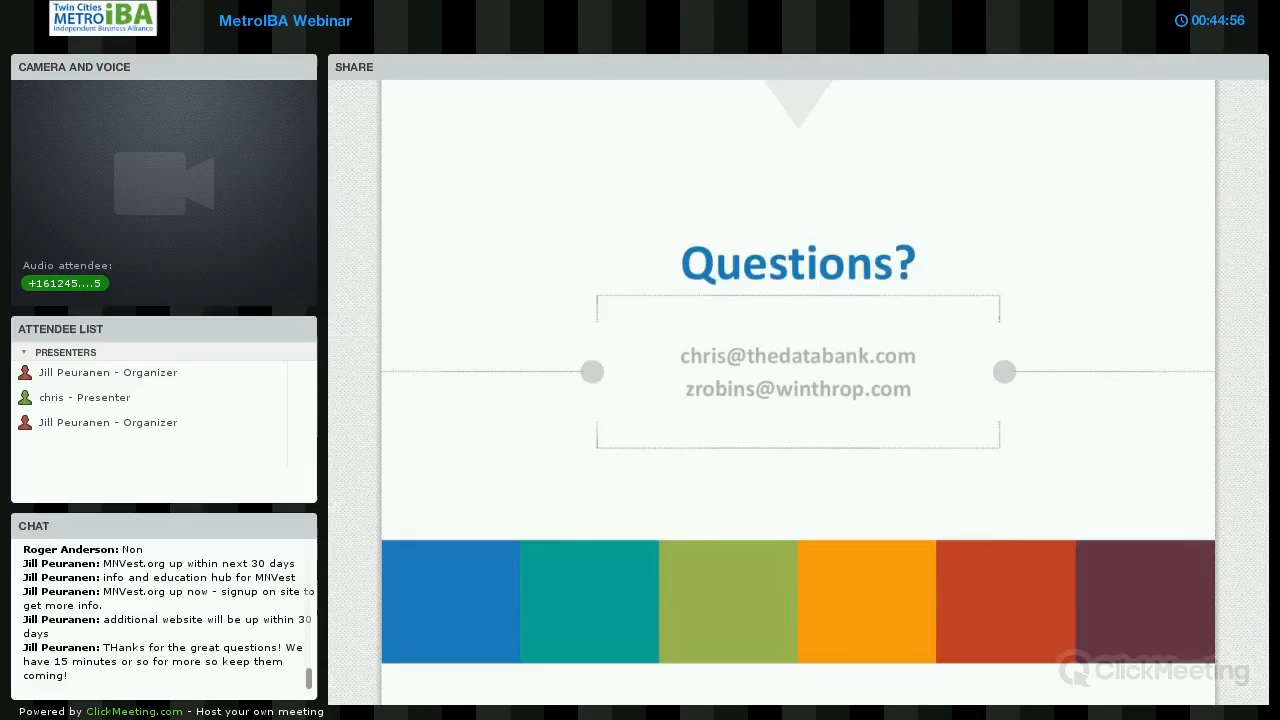 Twin Cities
METRO IBA
Independent Business Alliance
MetroIBA Webinar
00:44:56
CAMERA AND VOICE
Audio attendee:
+161245....5
ATTENDEE LIST
PRESENTERS
Jill Peuranen - Organizer
chris - Presenter
Jill Peuranen - Organizer
CHAT
Roger Anderson: Non
Jill Peuranen: MNVest.org up within next 30 days
Jill Peuranen: info and education hub for MNVest
Jill Peuranen: MNVest.org up now - signup on site to
get more info.
Jill Peuranen: additional website will be up within 30
days
Jill Peuranen: THanks for the great questions! We
have 15 minutes or so for more so keep them
coming!
Powered by ClickMeeting.com - Host your own meeting
SHARE
Questions?
chris@thedatabank.com
zrobins@winthrop.com
ClickMeeting